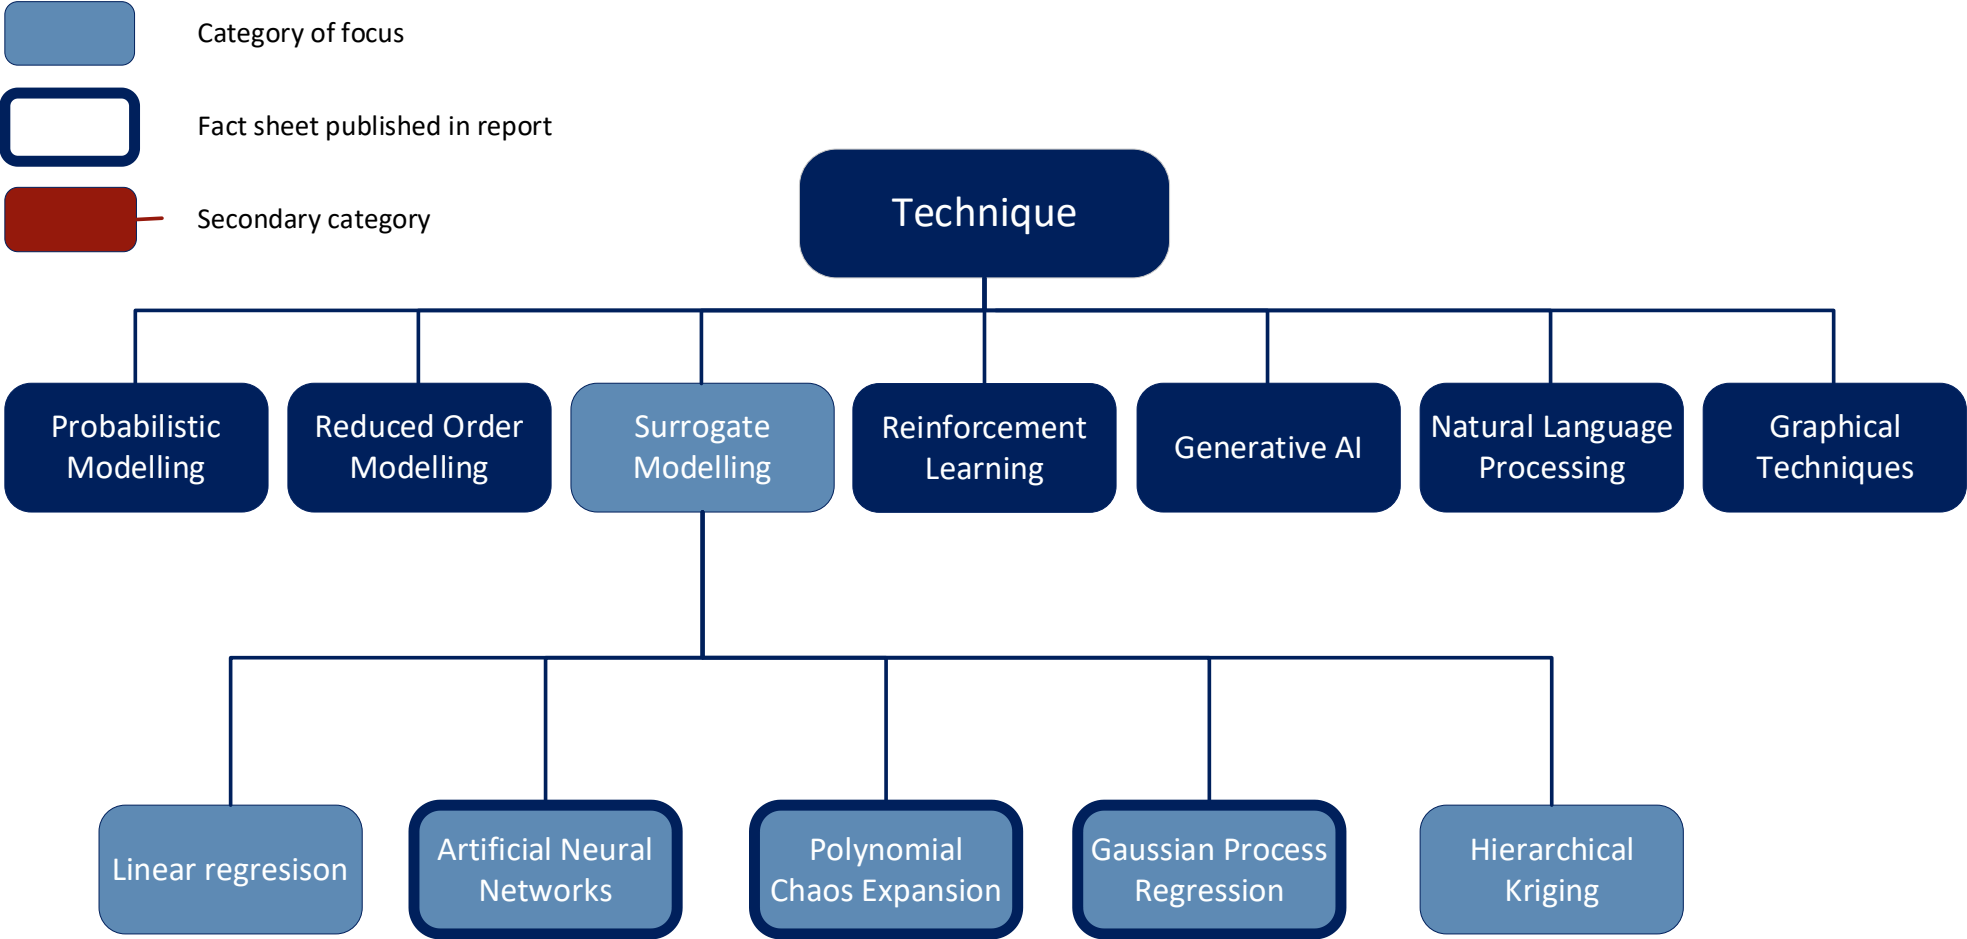 Category of focus
Fact sheet published in report
Secondary category
Technique
Probabilistic
Modelling
Reduced Order
Modelling
Surrogate
Modelling
Reinforcement
Learning
Generative AI
Natural Language
Processing
Graphical
Techniques
Linear regresison
Artificial Neural
Networks
Polynomial
Chaos Expansion
Gaussian Process
Regression
Hierarchical
Kriging